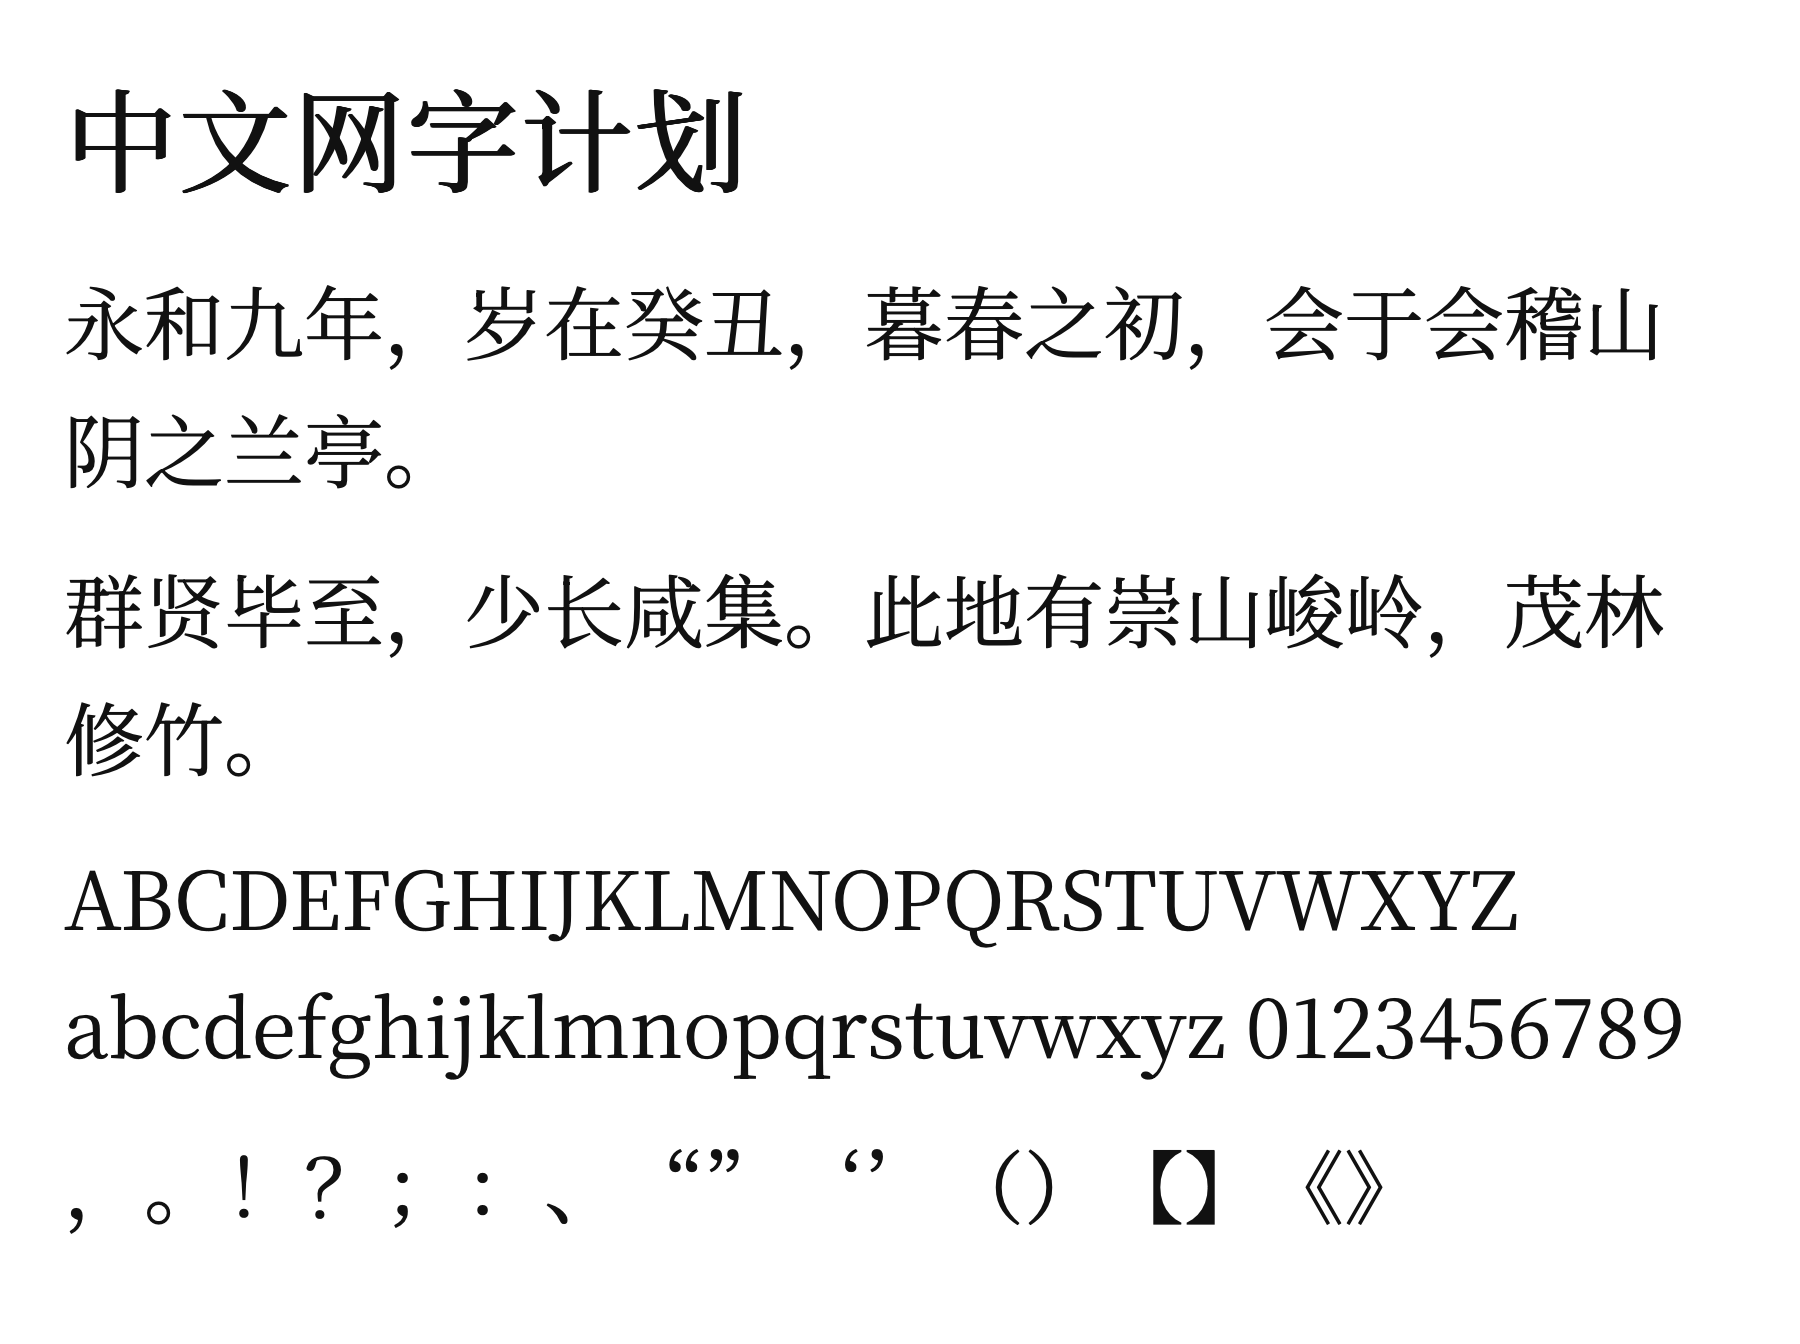 中文网字计划
永和九年，岁在癸丑，暮春之初，会于会稽山
阴之兰亭。
群贤毕至，少长咸集。此地有崇山峻岭，茂林
修竹。
ABCDEFGHIJKLMNOPQRSTUVWXYZ
abcdefghijklmnopqrstuvwxyz 0123456789
，。！？；：、 “” ‘’ （） 【】 《》